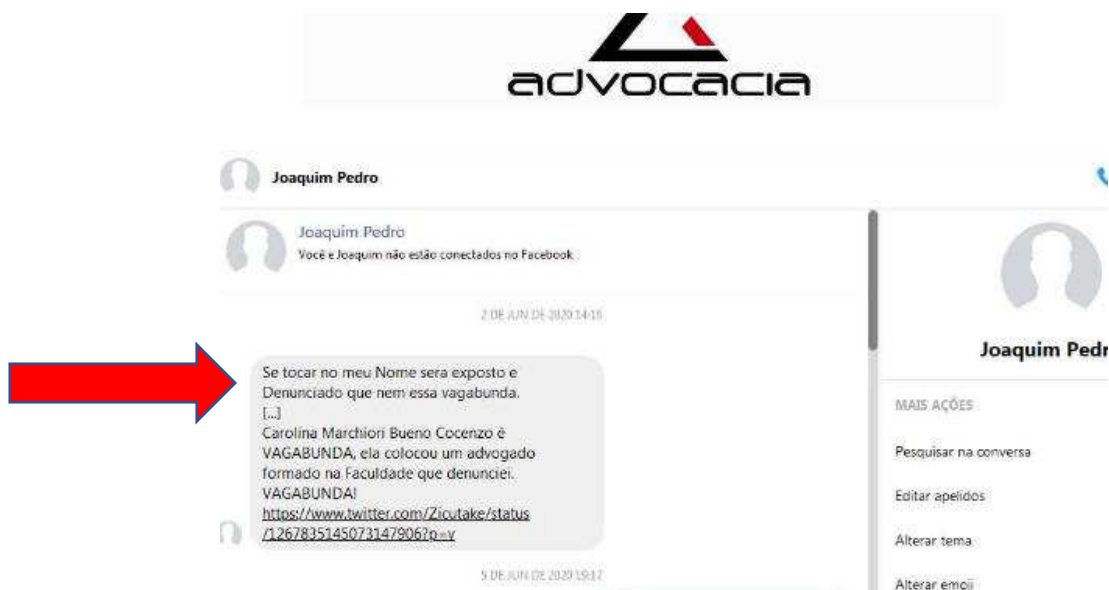 advocacia
Joaquim Pedro
Joaquim Pedro
Você e Joaquim não estão conectados no Facebook
2 DE JUN DE 2020 14:16
Se tocar no meu Nome sera exposto e
Denunciado que nem essa vagabunda.
[...]
Carolina Marchiori Bueno Cocenzo é
VAGABUNDA, ela colocou um advogado
formado na Faculdade que denunciei.
VAGABUNDA!
https://www.twitter.com/Zicutake/status
/1267835145073147906?p=v
5 DE JUN DE 2020 19:17
Joaquim Pedr
MAIS AÇÕES
Pesquisar na conversa
Editar apelidos
Alterar tema
Alterar emoji